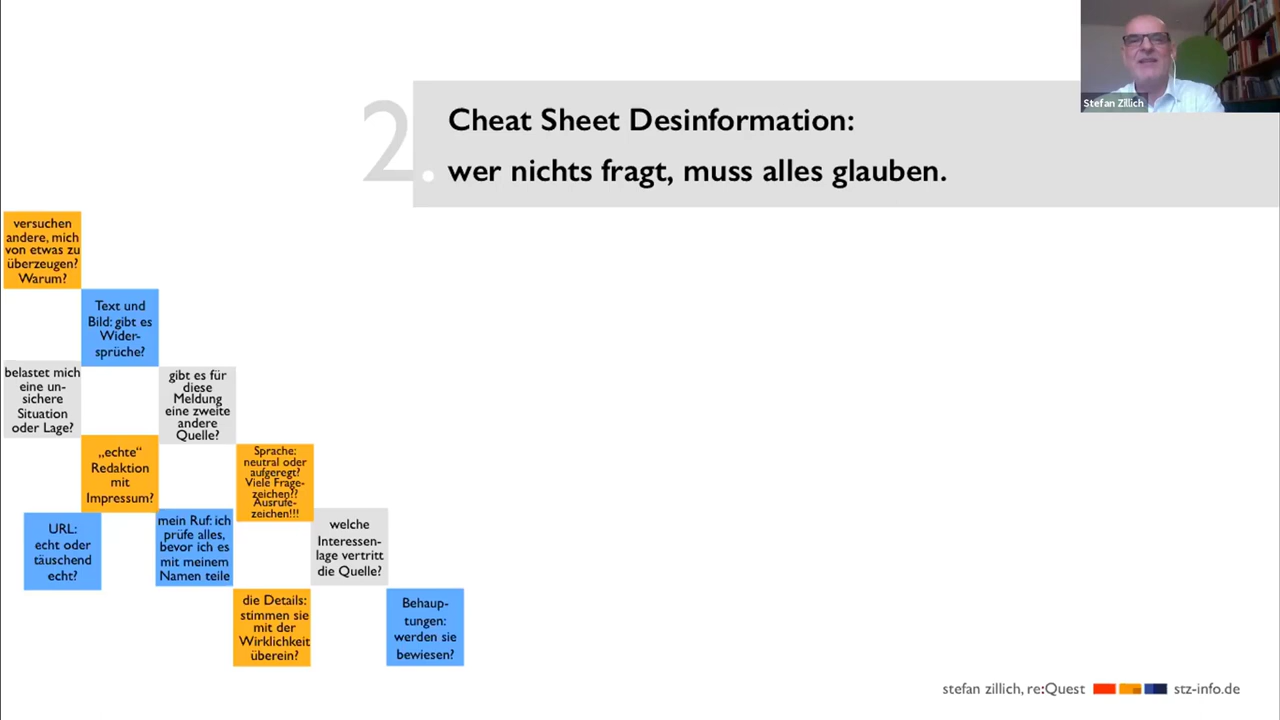 Stefan Zillich
2.
Cheat Sheet Desinformation:
wer nichts fragt, muss alles glauben.
versuchen
andere, mich
von etwas zu
überzeugen?
Warum?
Text und
Bild: gibt es
Wider-
sprüche?
belastet mich
eine un-
sichere
Situation
oder Lage?
gibt es für
diese
Meldung
eine zweite
andere
Quelle?
„echte“
Redaktion
mit
Impressum?
Sprache:
neutral oder
aufgeregt?
Viele Frage-
zeichen??
Ausrufe-
zeichen!!!
URL:
echt oder
täuschend
echt?
mein Ruf: ich
prüfe alles,
bevor ich es
mit meinem
Namen teile
welche
Interessen-
lage vertritt
die Quelle?
die Details:
stimmen sie
mit der
Wirklichkeit
überein?
Behaup-
tungen:
werden sie
bewiesen?
stefan zillich, re:Quest stz-info.de